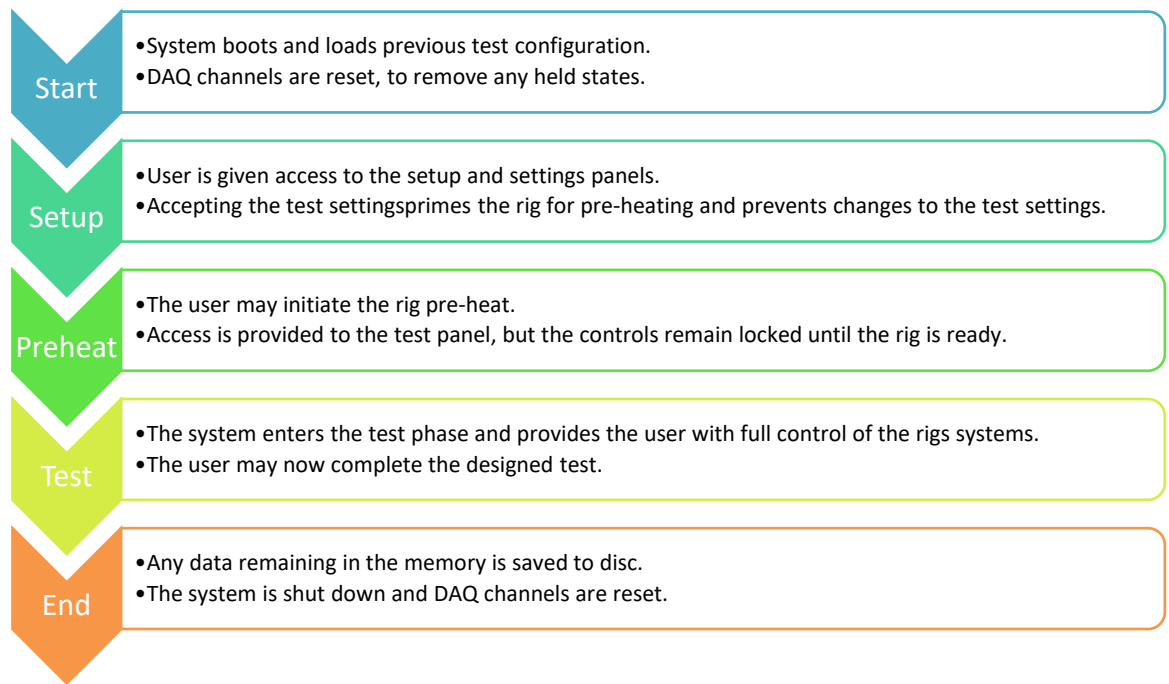 Start
•System boots and loads previous test configuration.
•DAQ channels are reset, to remove any held states.
Setup
•User is given access to the setup and settings panels.
•Accepting the test settingsprimes the rig for pre-heating and prevents changes to the test settings.
Preheat
•The user may initiate the rig pre-heat.
•Access is provided to the test panel, but the controls remain locked until the rig is ready.
Test
•The system enters the test phase and provides the user with full control of the rigs systems.
•The user may now complete the designed test.
End
•Any data remaining in the memory is saved to disc.
•The system is shut down and DAQ channels are reset.